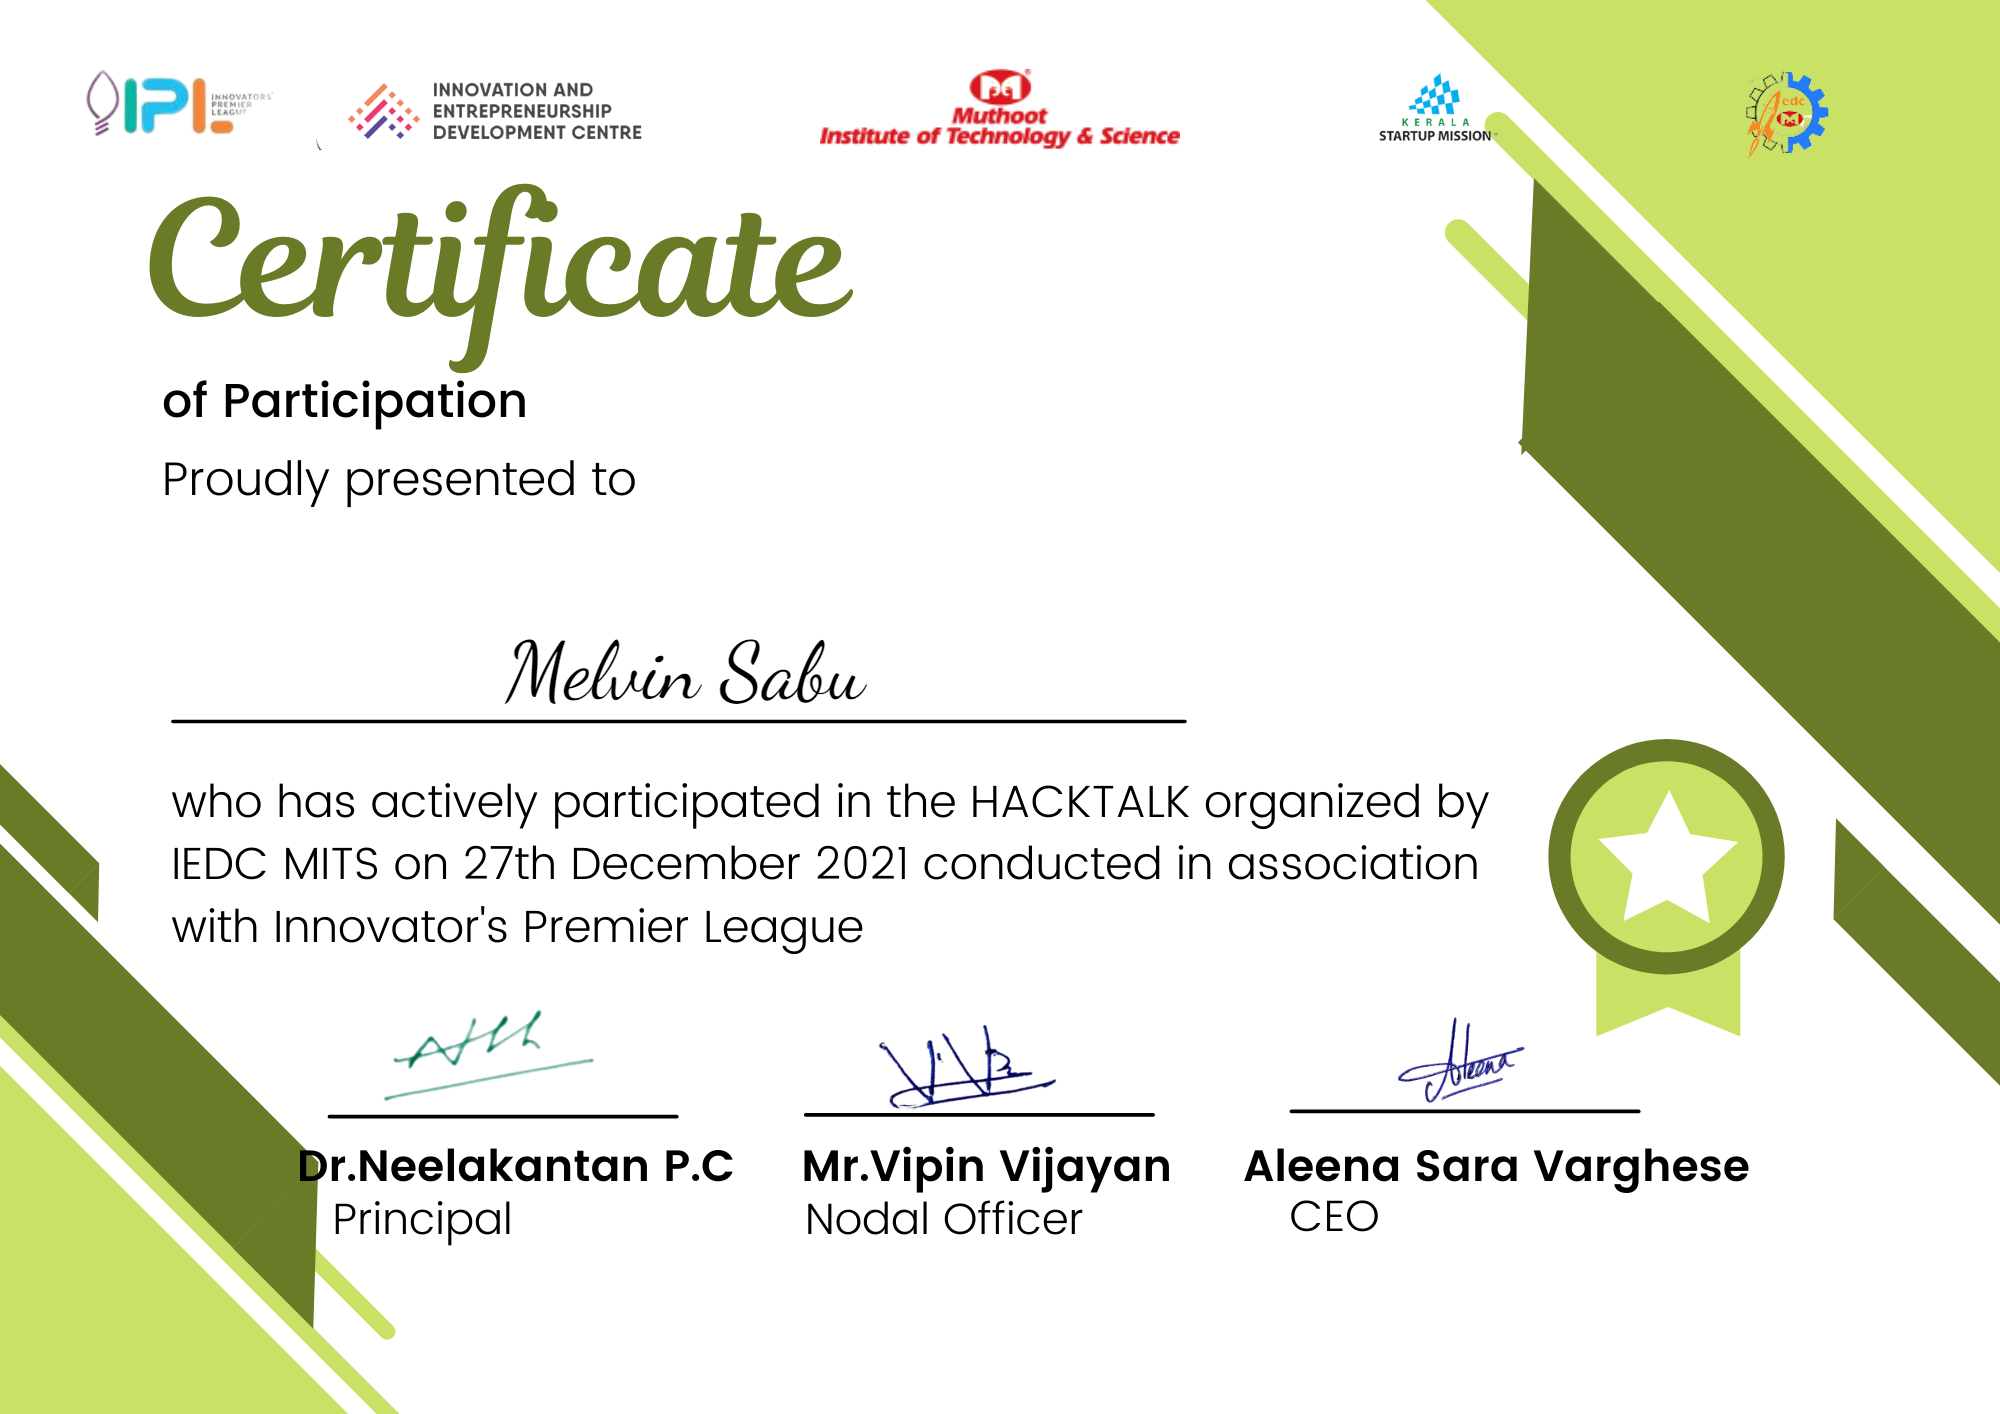 IPL INNOVATORS'
PREMIER
LEAGUE
INNOVATION AND
ENTREPRENEURSHIP
DEVELOPMENT CENTRE
Muthoot
Institute of Technology & Science
KERALA
STARTUP MISSION
edc
Certificate
of Participation
Proudly presented to
Melvin Sabu
who has actively participated in the HACKTALK organized by
IEDC MITS on 27th December 2021 conducted in association
with Innovator's Premier League
Aleena
Dr.Neelakantan P.C
Principal
Mr.Vipin Vijayan
Nodal Officer
Aleena Sara Varghese
CEO